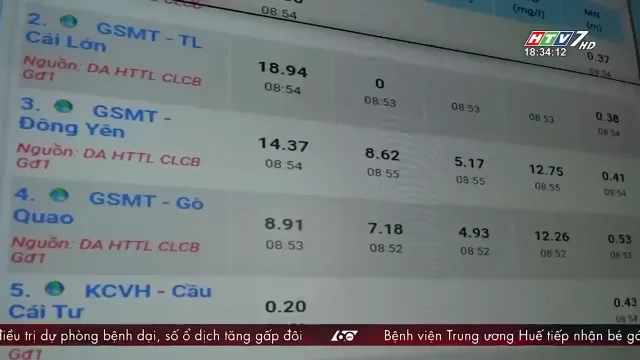 (mg/l) MN
(m)
HTV7 HD
18:34:12
2. GSMT - TL
Cái Lớn
Nguồn: DA HTTL CLCB
Gđ1
18.94 0 0.37
08:54 08:53 08:53 08:53 08:54
3. GSMT -
Đông Yên
Nguồn: DA HTTL CLCB
Gđ1
14.37 8.62 5.17 12.75 0.38
08:54 08:55 08:55 08:55 08:54
4. GSMT - Gò
Quao
Nguồn: DA HTTL CLCB
Gđ1
8.91 7.18 4.93 12.26 0.41
08:53 08:52 08:52 08:52 08:54
5. KCVH - Cầu
Cái Tư
0.20 0.53
08:53
0.43
08:54
điều trị dự phòng bệnh dại, số ổ dịch tăng gấp đôi 60 Bệnh viện Trung ương Huế tiếp nhận bé